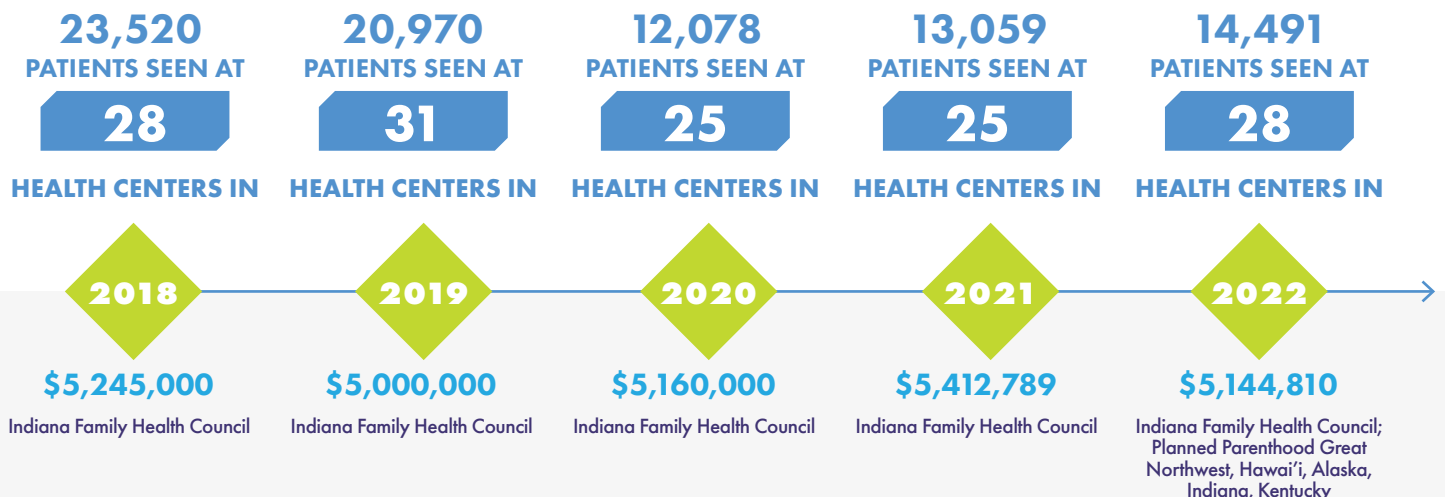 23,520
PATIENTS SEEN AT
28
HEALTH CENTERS IN
2018
$5,245,000
Indiana Family Health Council
20,970
PATIENTS SEEN AT
31
HEALTH CENTERS IN
2019
$5,000,000
Indiana Family Health Council
12,078
PATIENTS SEEN AT
25
HEALTH CENTERS IN
2020
$5,160,000
Indiana Family Health Council
13,059
PATIENTS SEEN AT
25
HEALTH CENTERS IN
2021
$5,412,789
Indiana Family Health Council
14,491
PATIENTS SEEN AT
28
HEALTH CENTERS IN
2022
$5,144,810
Indiana Family Health Council;
Planned Parenthood Great
Northwest, Hawai’i, Alaska,
Indiana, Kentucky